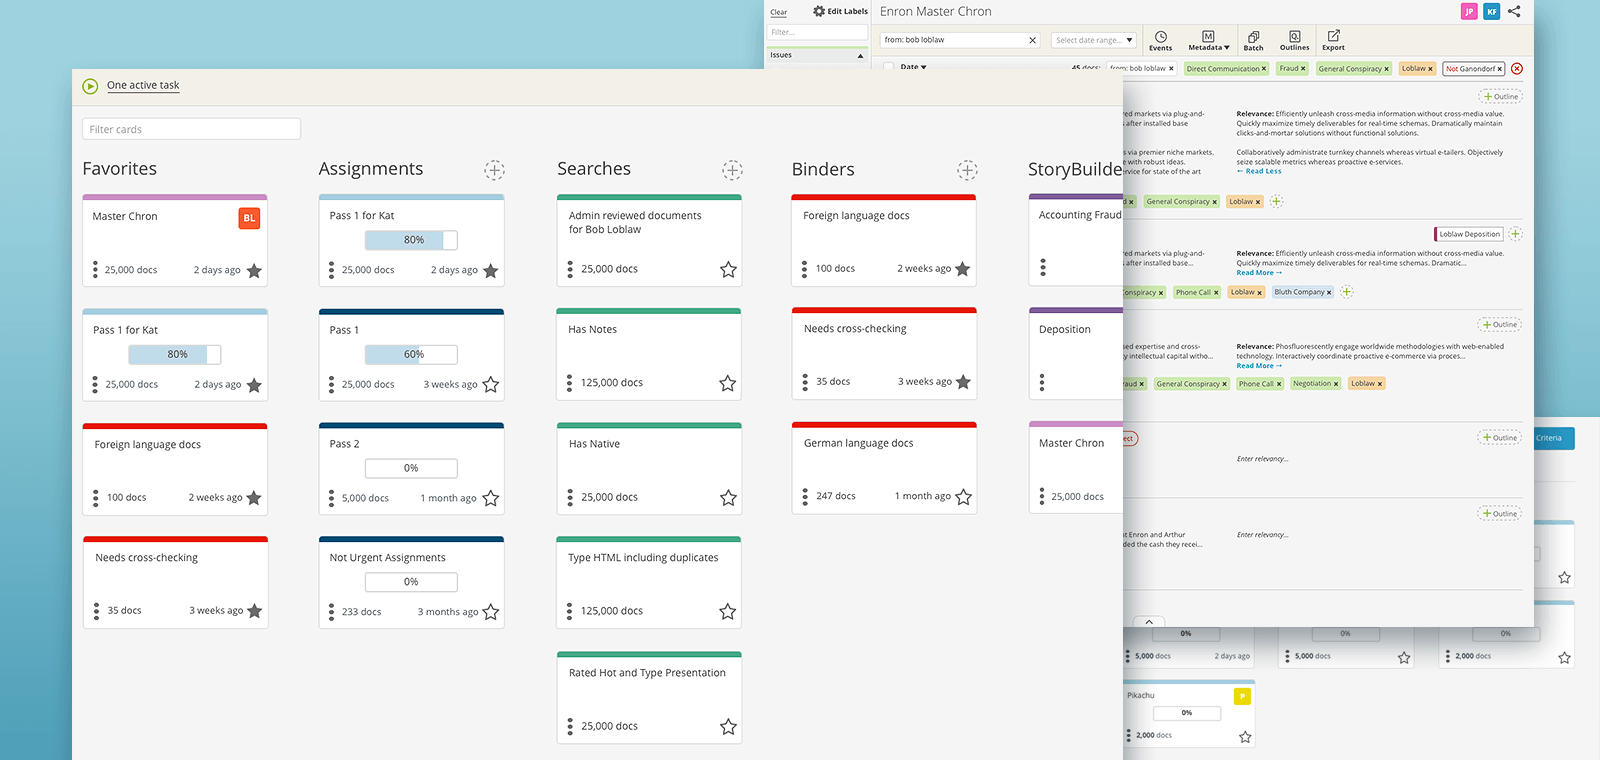 Clear
Edit Labels
Enron Master Chron
JP
KF
Filter...
from: bob loblaw
Select date range...
Events
Metadata
Batch
Outlines
Export
Issues
Date
45 docs:
from: bob loblaw
Direct Communication
Fraud
General Conspiracy
Loblaw
Not Ganondorf
One active task
Filter cards
Favorites
Master Chron
BL
25,000 docs
2 days ago
Pass 1 for Kat
80%
25,000 docs
2 days ago
Foreign language docs
100 docs
2 weeks ago
Needs cross-checking
35 docs
3 weeks ago
Assignments
Pass 1 for Kat
80%
25,000 docs
2 days ago
Pass 1
60%
25,000 docs
3 weeks ago
Pass 2
0%
5,000 docs
1 month ago
Not Urgent Assignments
0%
233 docs
3 months ago
Searches
Admin reviewed documents
for Bob Loblaw
25,000 docs
Has Notes
125,000 docs
Has Native
25,000 docs
Type HTML including duplicates
125,000 docs
Rated Hot and Type Presentation
25,000 docs
Binders
Foreign language docs
100 docs
2 weeks ago
Needs cross-checking
35 docs
3 weeks ago
German language docs
247 docs
1 month ago
StoryBuilde
Accounting Fraud
Deposition
Master Chron
25,000 docs
Outline
red markets via plug-and-
after installed base
via premier niche markets.
e with robust ideas.
ervice for state of the art
Relevance: Efficiently unleash cross-media information without cross-media value.
Quickly maximize timely deliverables for real-time schemas. Dramatically maintain
clicks-and-mortar solutions without functional solutions.
Collaboratively administrate turnkey channels whereas virtual e-tailers. Objectively
seize scalable metrics whereas proactive e-services.
← Read Less
d
General Conspiracy
Loblaw
Loblaw Deposition
red markets via plug-and-
after installed base...
Relevance: Efficiently unleash cross-media information without cross-media value.
Quickly maximize timely deliverables for real-time schemas. Dramatic...
Read More →
onspiracy
Phone Call
Loblaw
Bluth Company
Outline
sed expertise and cross-
y intellectual capital witho...
Relevance: Phosfluorescently engage worldwide methodologies with web-enabled
technology. Interactively coordinate proactive e-commerce via proces...
Read More →
raud
General Conspiracy
Phone Call
Negotiation
Loblaw
ect
Outline
Enter relevancy...
Criteria
Outline
st Enron and Arthur
ded the cash they recei...
Enter relevancy...
0%
5,000 docs
2 days ago
0%
5,000 docs
0%
2,000 docs
Pikachu
P
0%
2,000 docs